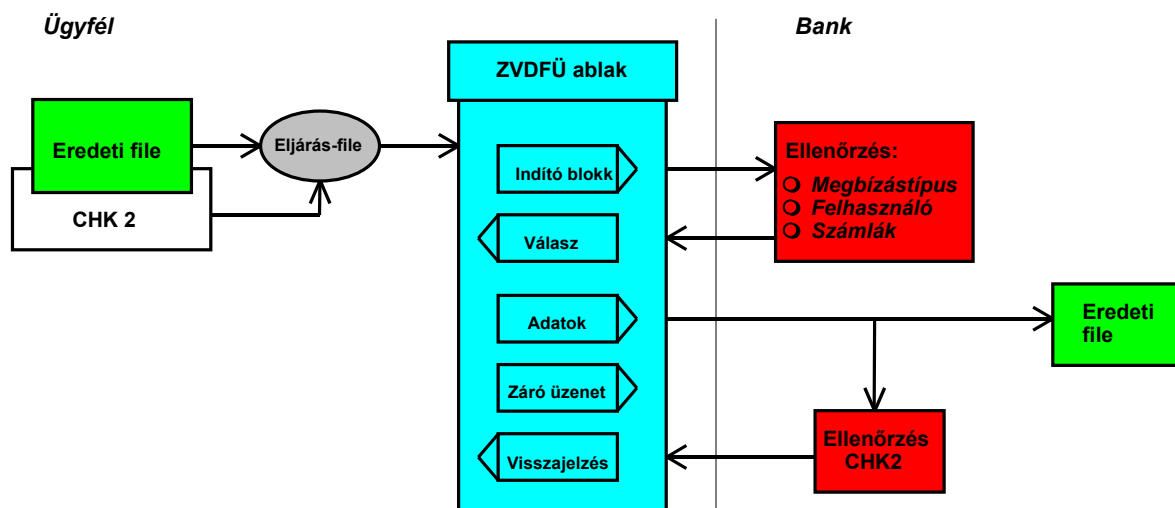 Ügyfél
Bank
ZVDFÜ ablak
Eredeti file
CHK 2
Eljárás-file
Indító blokk
Válasz
Adatok
Záró üzenet
Visszajelzés
Ellenőrzés:
Megbízástípus
Felhasználó
Számlák
Eredeti
file
Ellenőrzés
CHK2